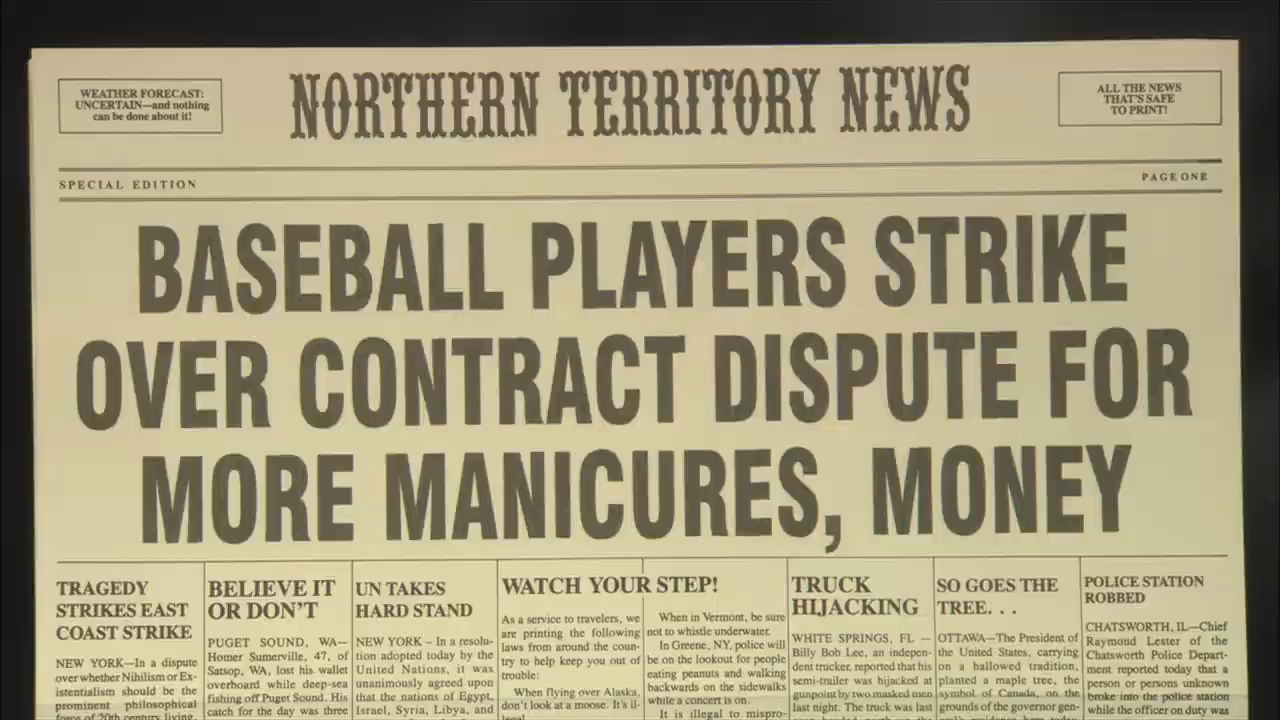 WEATHER FORECAST:
UNCERTAIN—and nothing
can be done about it!
NORTHERN TERRITORY NEWS
ALL THE NEWS
THAT'S SAFE
TO PRINT!
SPECIAL EDITION
PAGE ONE
BASEBALL PLAYERS STRIKE
OVER CONTRACT DISPUTE FOR
MORE MANICURES, MONEY
TRAGEDY
STRIKES EAST
COAST STRIKE
NEW YORK—In a dispute
over whether Nihilism or Ex-
istentialism should be the
prominent philosophical
force of 20th century living,
BELIEVE IT
OR DON'T
PUGET SOUND, WA—
Homer Somerville, 47, of
Satsop, WA, lost his wallet
overboard while deep-sea
fishing off Puget Sound. His
catch for the day was three
UN TAKES
HARD STAND
NEW YORK – In a resolu-
tion adopted today by the
United Nations, it was
unanimously agreed upon
that the nations of Egypt,
Israel, Syria, Libya, and
WATCH YOUR STEP!
As a service to travelers, we
are printing the following
laws from around the coun-
try to help keep you out of
trouble:
When flying over Alaska,
don't look at a moose. It's il-
legal.
When in Vermont, be sure
not to whistle underwater.
In Greene, NY, police will
be on the lookout for people
eating peanuts and walking
backwards on the sidewalks
while a concert is on.
It is illegal to mispro-
TRUCK
HIJACKING
WHITE SPRINGS, FL —
Billy Bob Lee, an indepen-
dent trucker, reported that his
semi-trailer was hijacked at
gunpoint by two masked men
last night. The truck was last
SO GOES THE
TREE. . .
OTTAWA—The President of
the United States, carrying
on a hallowed tradition,
planted a maple tree, the
symbol of Canada, on the
grounds of the governor gen-
POLICE STATION
ROBBED
CHATSWORTH, IL—Chief
Raymond Lester of the
Chatsworth Police Depart-
ment reported today that a
person or persons unknown
broke into the police station
while the officer on duty was